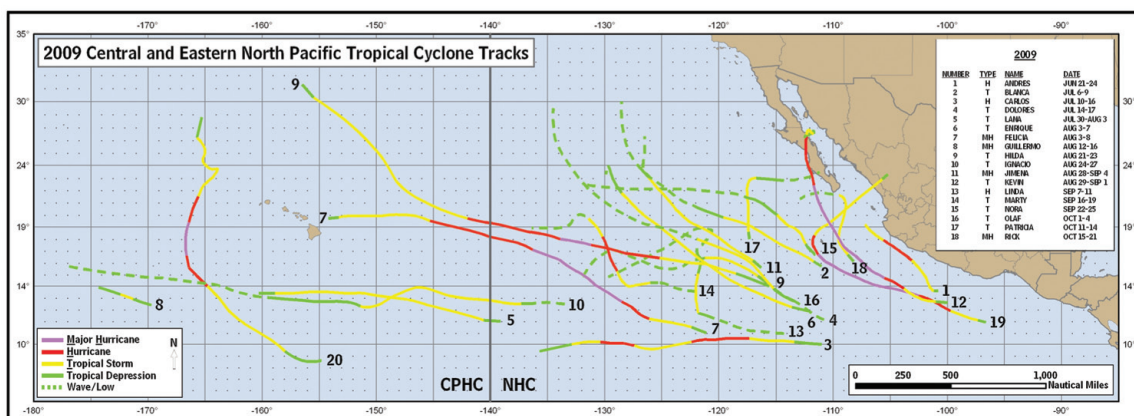 -170° -160° -150° -140° -130° -120° -110° -100° -90°
35°
2009 Central and Eastern North Pacific Tropical Cyclone Tracks
2009
NUMBER TYPE NAME DATE
1 H ANDRES JUN 21-24
2 T BLANCA JUL 6-9
3 H CARLOS JUL 10-16
4 T DOLORES JUL 14-17
5 T LANA JUL 30-AUG 3
6 T ENRIQUE AUG 3-7
7 MH FELICIA AUG 3-8
8 MH GUILLERMO AUG 12-16
9 T HILDA AUG 21-23
10 T IGNACIO AUG 24-27
11 MH JIMENA AUG 28-SEP 4
12 T KEVIN AUG 29-SEP 1
13 H LINDA SEP 7-11
14 T MARTY SEP 16-19
15 T NORA SEP 22-25
16 T OLAF OCT 1-4
17 T PATRICIA OCT 11-14
18 MH RICK OCT 15-21
9
30° 30°
24°
7
19° 19°
17 15
11 2 18
9
14° 14°
8 5 10 14 16 1 12
6 4 19
7 13
3
10° 10°
20
Major Hurricane
Hurricane
Tropical Storm
Tropical Depression
Wave/Low
N
CPHC NHC
0 250 500 1,000
Nautical Miles
-180° -170° -160° -150° -140° -130° -120° -110° -100° -90°